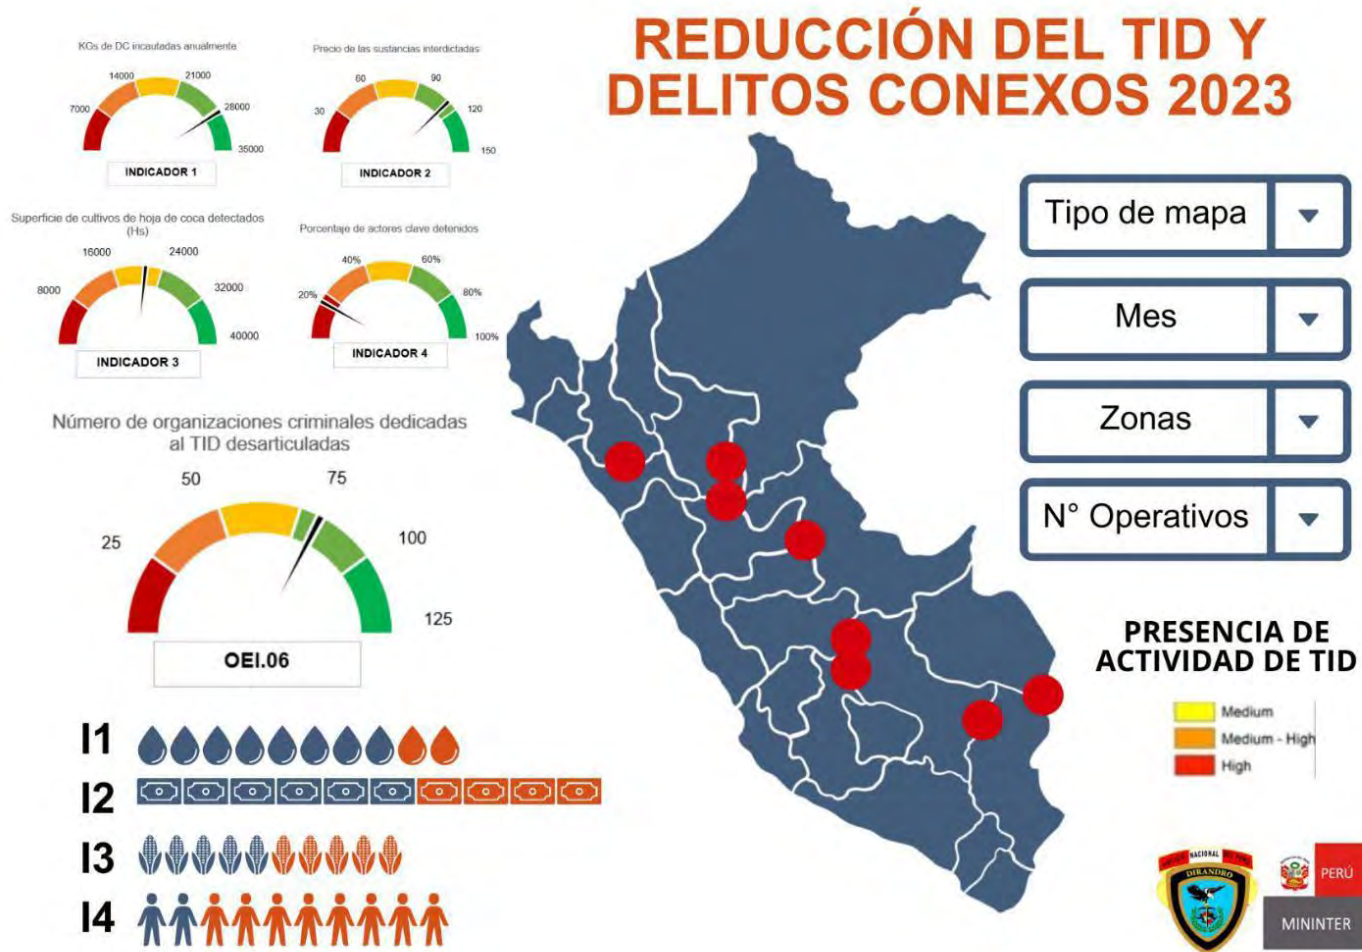 REDUCCIÓN DEL TID Y
DELITOS CONEXOS 2023
KGs de DC incautadas anualmente
7000
14000
21000
28000
35000
INDICADOR 1
Precio de las sustancias interdictadas
30
60
90
120
150
INDICADOR 2
Superficie de cultivos de hoja de coca detectados
(Hs)
8000
16000
24000
32000
40000
INDICADOR 3
Porcentaje de actores clave detenidos
20%
40%
60%
80%
100%
INDICADOR 4
Número de organizaciones criminales dedicadas
al TID desarticuladas
25
50
75
100
125
OEI.06
I1
I2
I3
I4
Tipo de mapa
Mes
Zonas
N° Operativos
PRESENCIA DE
ACTIVIDAD DE TID
Medium
Medium - High
High
NACIONAL
DIRANDRO
PERÚ
MININTER